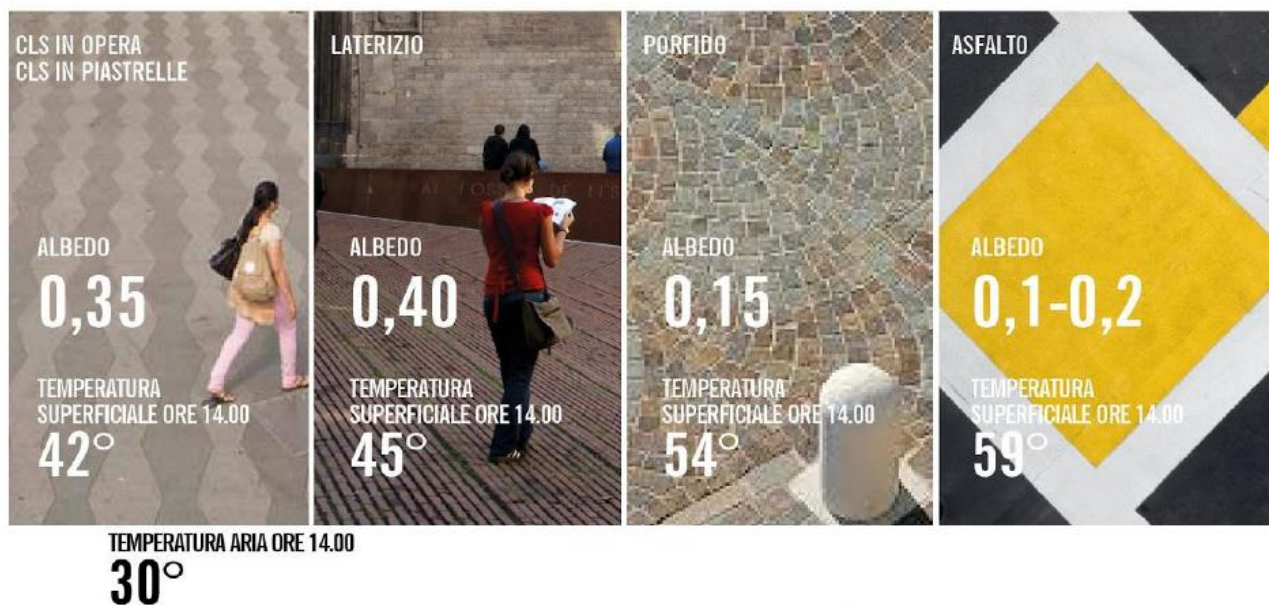 CLS IN OPERA
CLS IN PIASTRELLE
ALBEDO
0,35
TEMPERATURA
SUPERFICIALE ORE 14.00
42°
LATERIZIO
ALBEDO
0,40
TEMPERATURA
SUPERFICIALE ORE 14.00
45°
PORFIDO
ALBEDO
0,15
TEMPERATURA
SUPERFICIALE ORE 14.00
54°
ASFALTO
ALBEDO
0,1-0,2
TEMPERATURA
SUPERFICIALE ORE 14.00
59°
TEMPERATURA ARIA ORE 14.00
30°